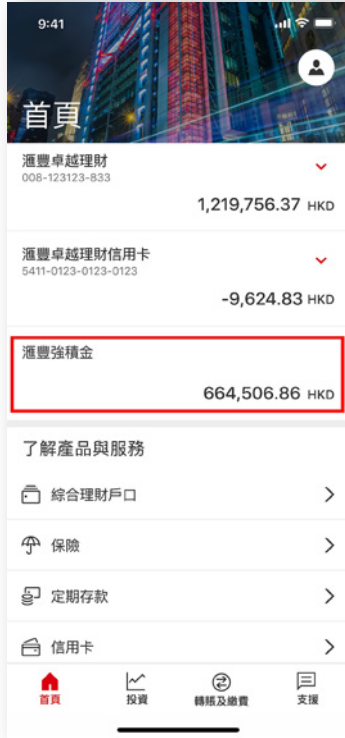 9:41
首頁
滙豐卓越理財
008-123123-833
1,219,756.37 HKD
滙豐卓越理財信用卡
5411-0123-0123-0123
-9,624.83 HKD
滙豐強積金
664,506.86 HKD
了解產品與服務
綜合理財戶口
保險
定期存款
信用卡
首頁 投資 轉賬及繳費 支援